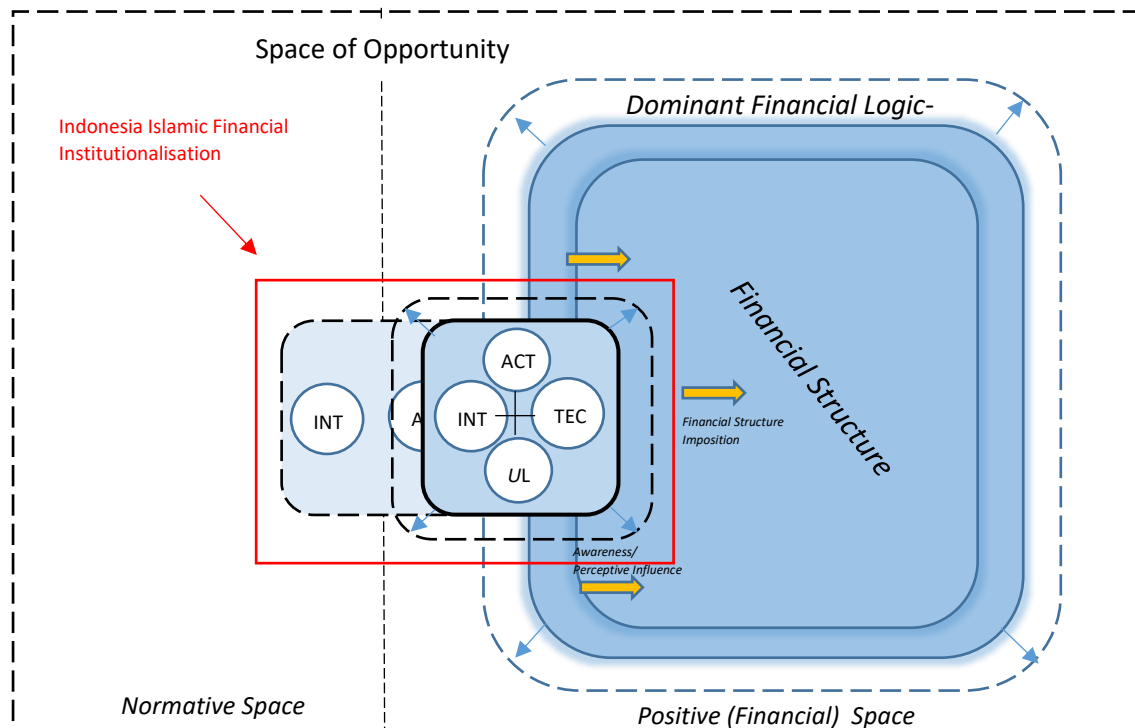 Space of Opportunity
Dominant Financial Logic-
Indonesia Islamic Financial
Institutionalisation
Financial Structure
ACT
INT
A
INT
TEC
UL
Financial Structure
Imposition
Awareness/
Perceptive Influence
Normative Space
Positive (Financial) Space